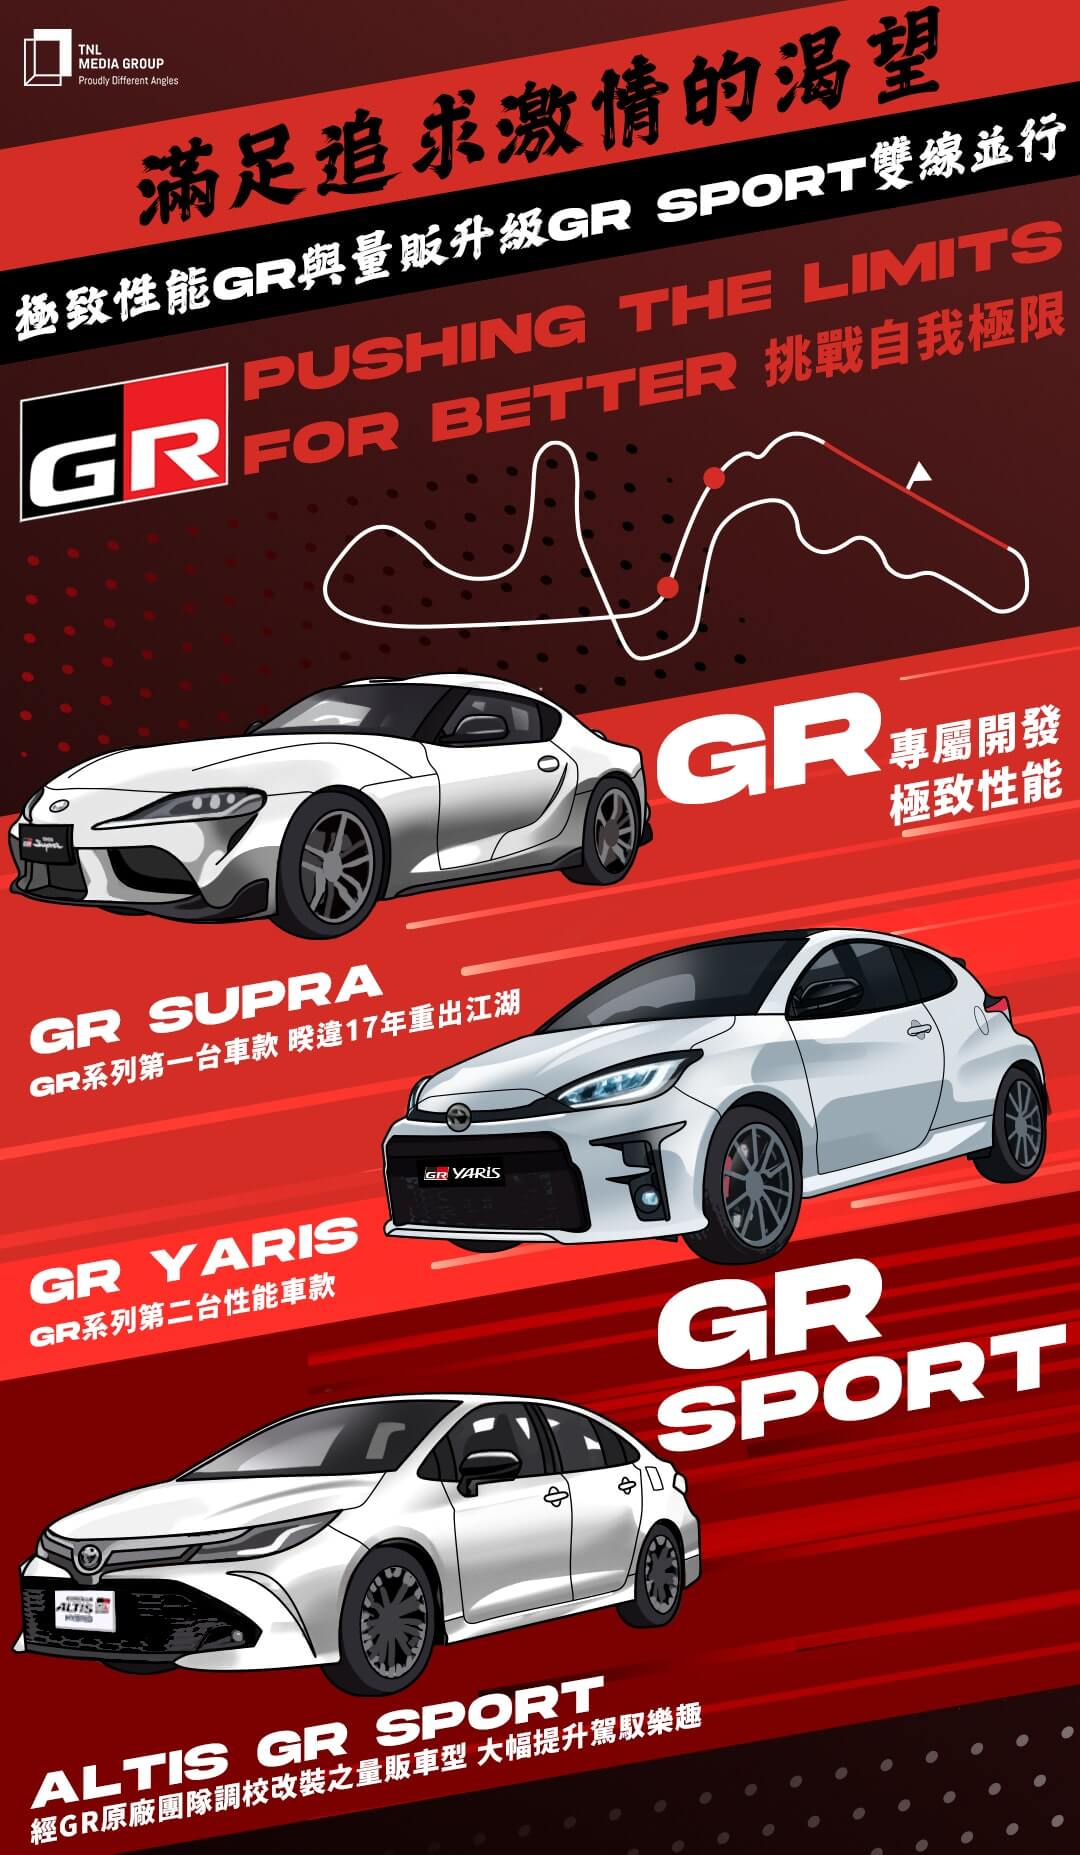 TNL
MEDIA GROUP
Proudly Different Angles
滿足追求激情的渴望
極致性能GR與量販升級GR SPORT雙線並行
GR
PUSHING THE LIMITS
FOR BETTER 挑戰自我極限
GR 專屬開發
極致性能
GR Supra
GR SUPRA
GR系列第一台車款 睽違17年重出江湖
GR YARIS
GR YARIS
GR系列第二台性能車款
GR
SPORT
COROLLA
ALTIS GR
HYBRID
ALTIS GR SPORT
經GR原廠團隊調校改裝之量販車型 大幅提升駕馭樂趣